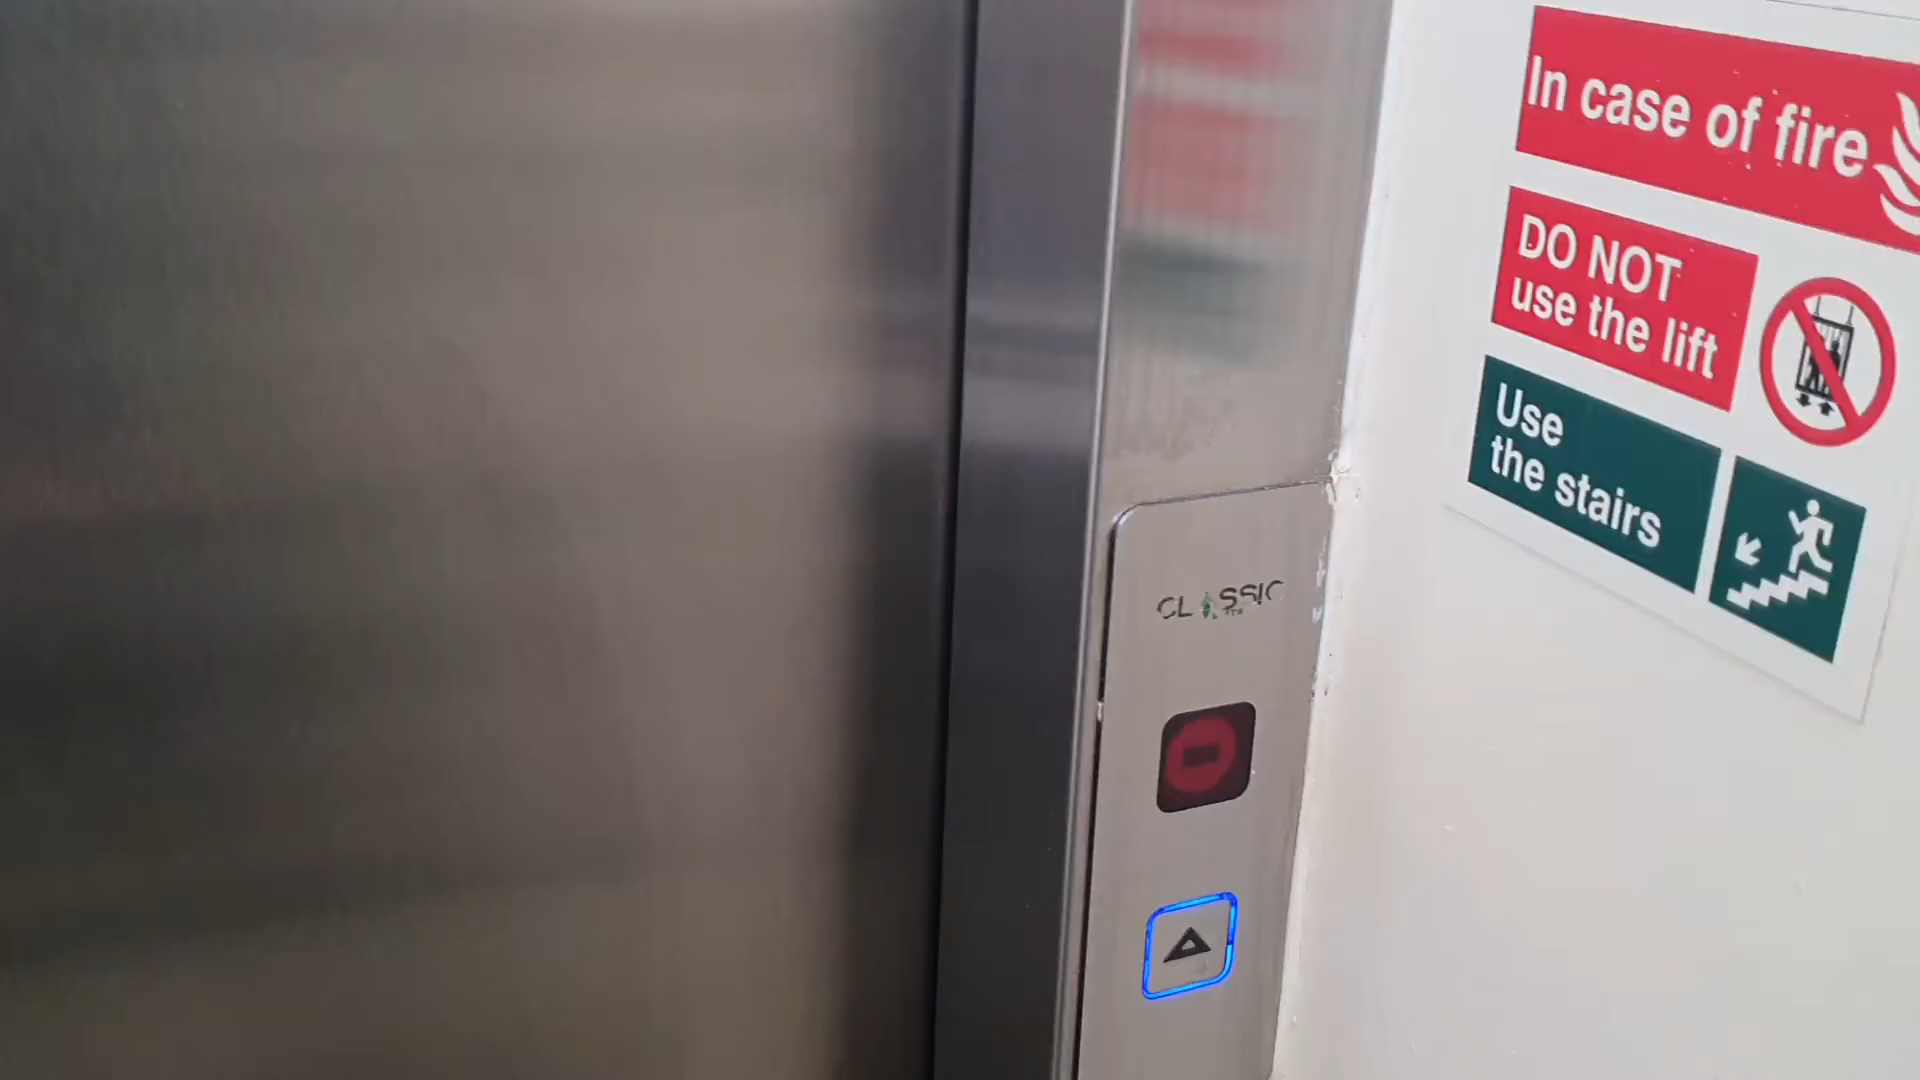 In case of fire
DO NOT
use the lift
Use
the stairs
CLASSIC